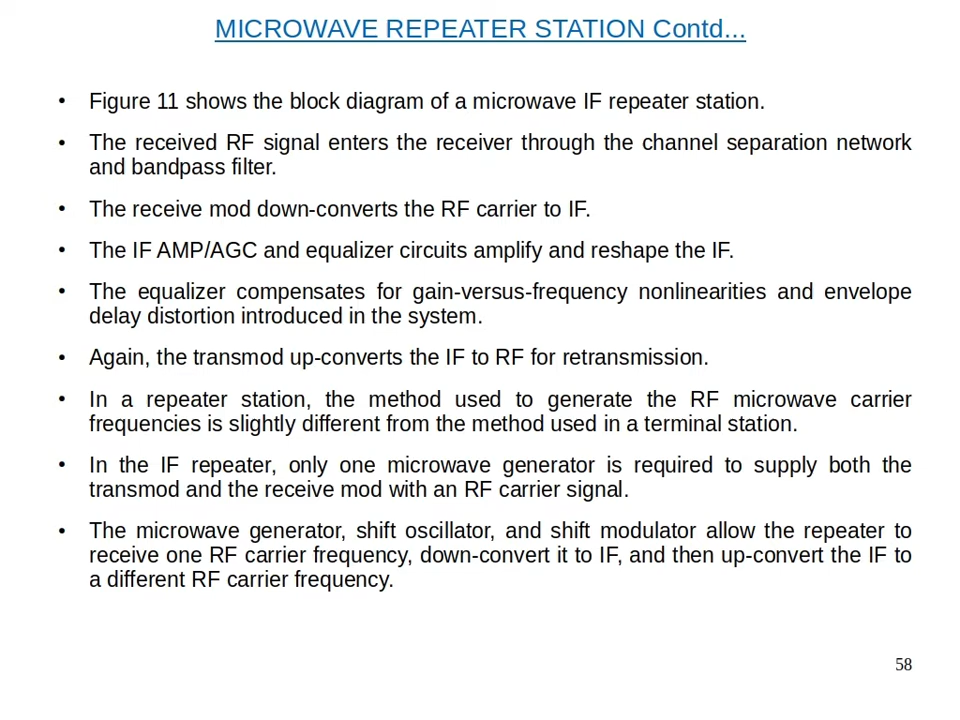 MICROWAVE REPEATER STATION Contd...
• Figure 11 shows the block diagram of a microwave IF repeater station.
• The received RF signal enters the receiver through the channel separation network
and bandpass filter.
• The receive mod down-converts the RF carrier to IF.
• The IF AMP/AGC and equalizer circuits amplify and reshape the IF.
• The equalizer compensates for gain-versus-frequency nonlinearities and envelope
delay distortion introduced in the system.
• Again, the transmod up-converts the IF to RF for retransmission.
• In a repeater station, the method used to generate the RF microwave carrier
frequencies is slightly different from the method used in a terminal station.
• In the IF repeater, only one microwave generator is required to supply both the
transmod and the receive mod with an RF carrier signal.
• The microwave generator, shift oscillator, and shift modulator allow the repeater to
receive one RF carrier frequency, down-convert it to IF, and then up-convert the IF to
a different RF carrier frequency.
58